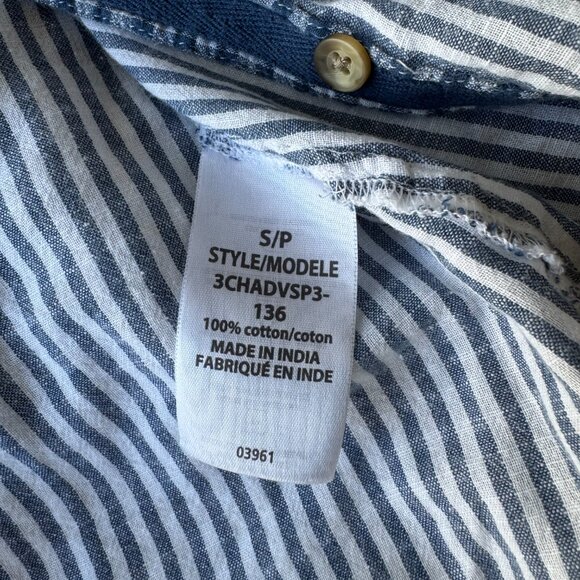 S/P
STYLE/MODELE
3CHADVSP3-
136
100% cotton/coton
MADE IN INDIA
FABRIQUÉ EN INDE
03961